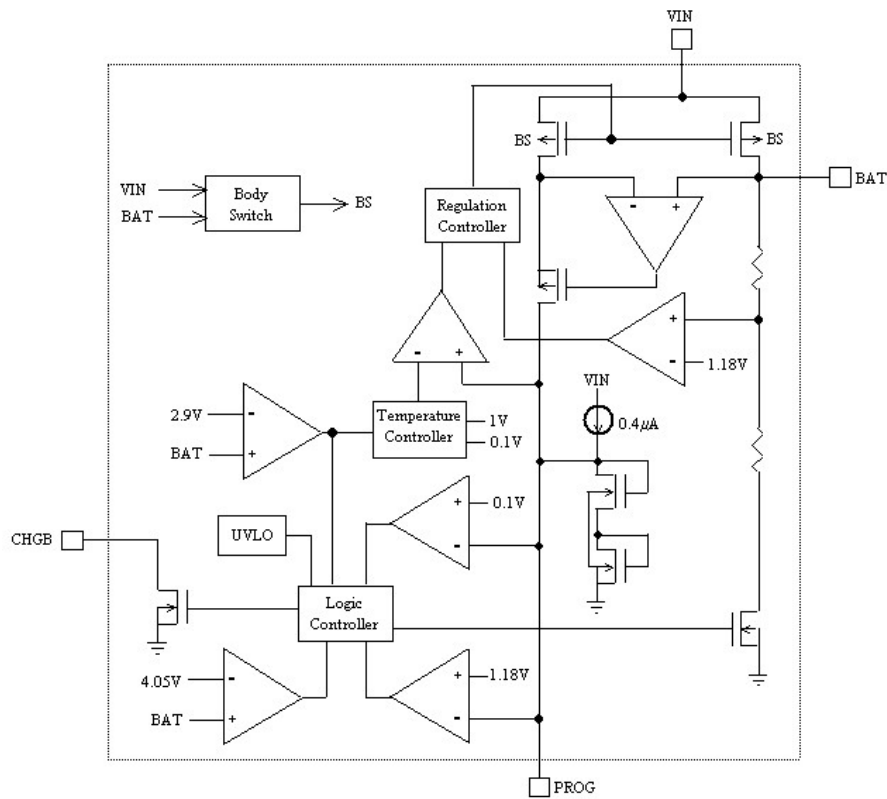 VIN
BS
BS
VIN
BAT
Body
Switch
BS
BAT
Regulation
Controller
-
+
+
-
1.18V
-
+
VIN
0.4μA
2.9V
-
BAT
+
Temperature
Controller
1V
0.1V
+
0.1V
-
CHGB
UVLO
Logic
Controller
4.05V
-
BAT
+
+
1.18V
-
PROG